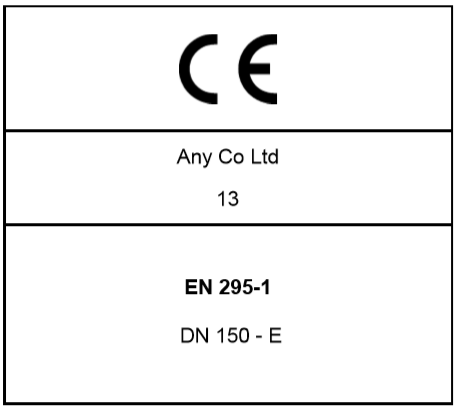 CE
Any Co Ltd
13
EN 295-1
DN 150 - E